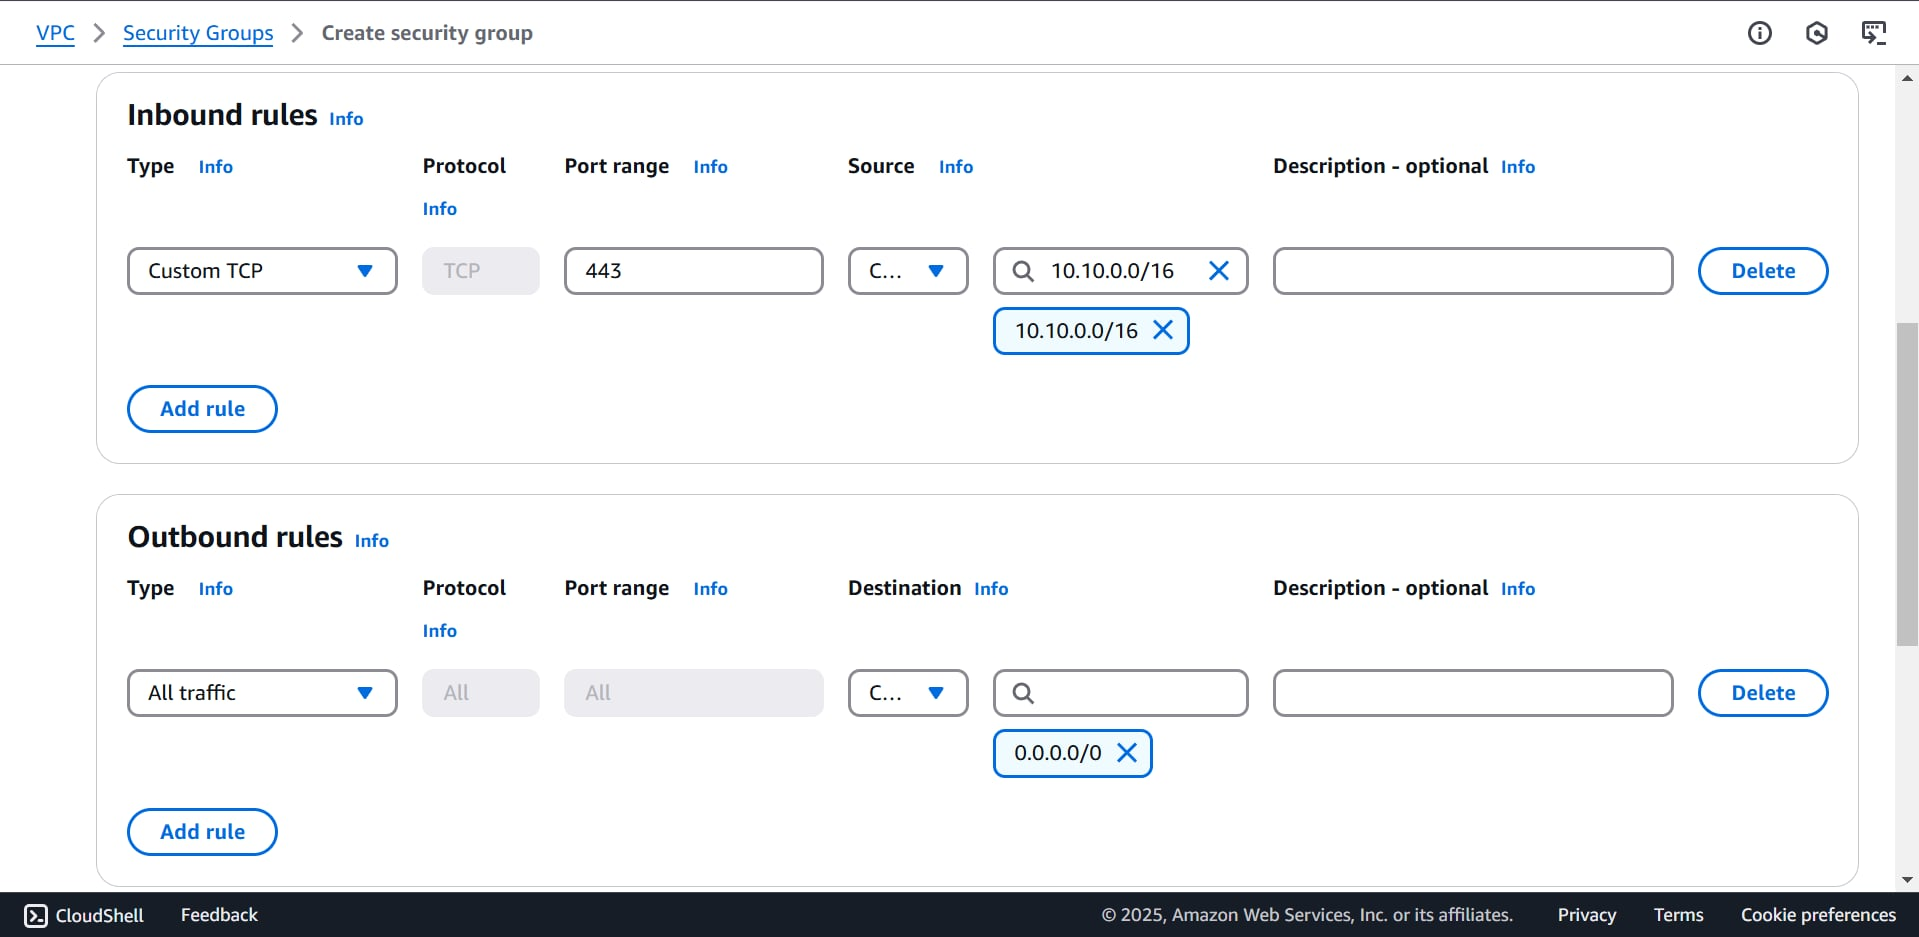 VPC Security Groups Create security group
Inbound rules Info
Type Info Protocol Port range Info Source Info Description - optional Info
Info
Custom TCP TCP 443 C... 10.10.0.0/16 Delete
10.10.0.0/16
Add rule
Outbound rules Info
Type Info Protocol Port range Info Destination Info Description - optional Info
Info
All traffic All All C... Delete
0.0.0.0/0
Add rule
CloudShell Feedback © 2025, Amazon Web Services, Inc. or its affiliates. Privacy Terms Cookie preferences